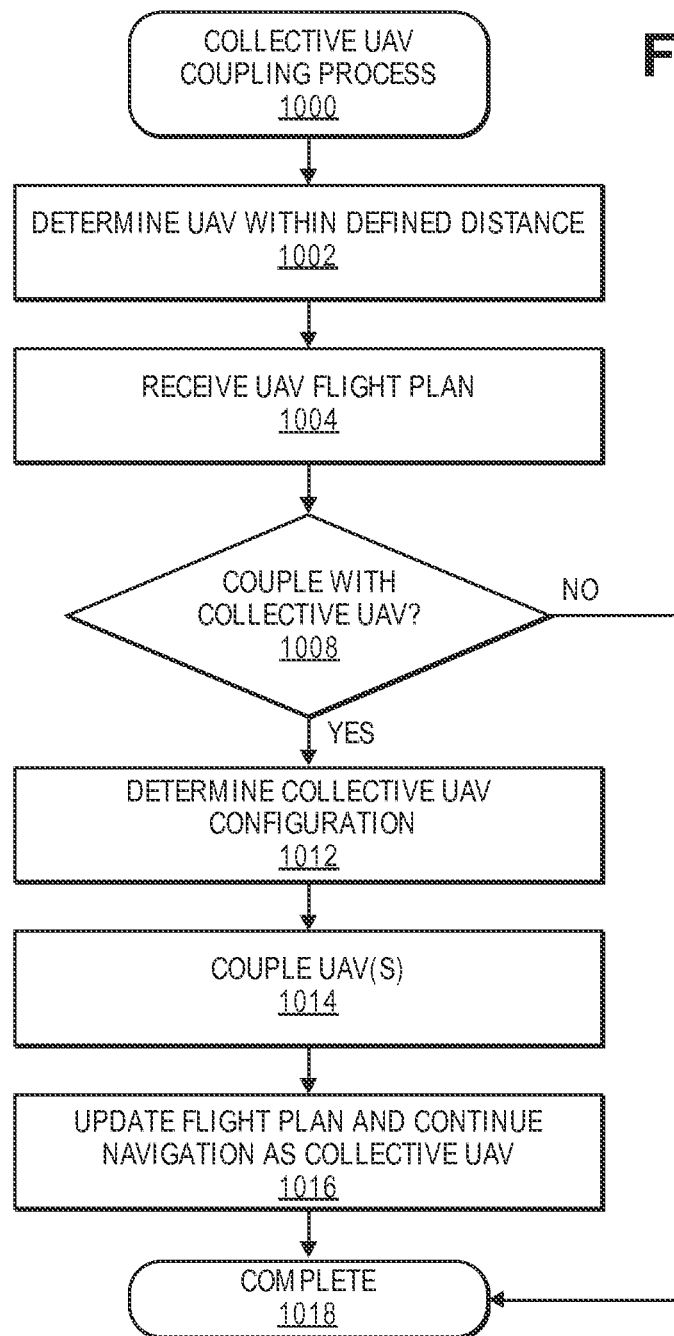 COLLECTIVE UAV
COUPLING PROCESS
1000
F
DETERMINE UAV WITHIN DEFINED DISTANCE
1002
RECEIVE UAV FLIGHT PLAN
1004
COUPLE WITH
COLLECTIVE UAV?
1008
NO
YES
DETERMINE COLLECTIVE UAV
CONFIGURATION
1012
COUPLE UAV(S)
1014
UPDATE FLIGHT PLAN AND CONTINUE
NAVIGATION AS COLLECTIVE UAV
1016
COMPLETE
1018